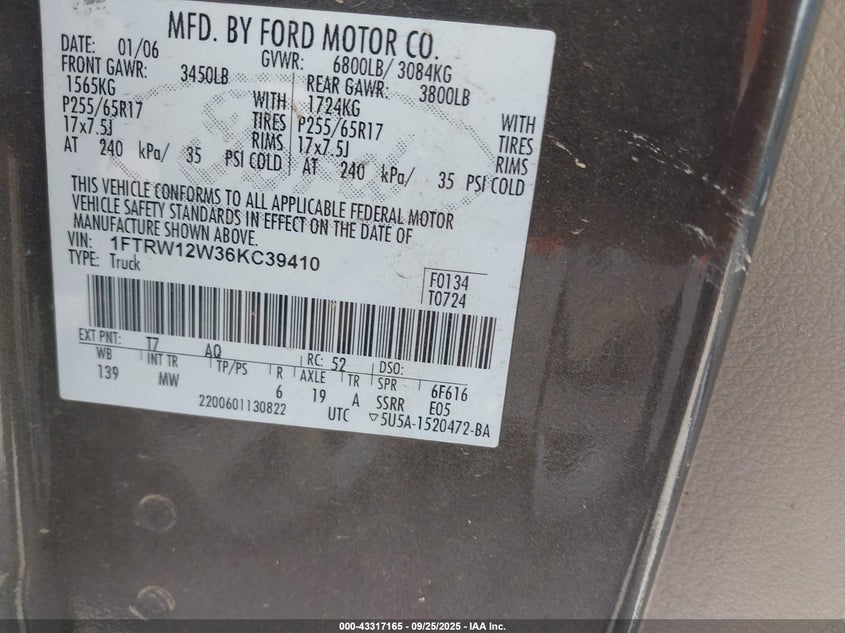 MFD. BY FORD MOTOR CO.
DATE: 01/06 GVWR: 6800LB/ 3084KG
FRONT GAWR: 3450LB REAR GAWR: 3800LB
1565KG WITH 1724KG WITH
P255/65R17 TIRES P255/65R17 TIRES
17x7.5J RIMS 17x7.5J RIMS
AT 240 kPa/ 35 PSI COLD AT 240 kPa/ 35 PSI COLD
THIS VEHICLE CONFORMS TO ALL APPLICABLE FEDERAL MOTOR
VEHICLE SAFETY STANDARDS IN EFFECT ON THE DATE OF
MANUFACTURE SHOWN ABOVE.
VIN: 1FTRW12W36KC39410
TYPE: Truck
F0134
T0724
EXT PNT: T7 AQ RC: 52 DSO:
WB INT TR TP/PS R AXLE TR SPR 6F616
139 MW 6 19 A SSRR E05
2200601130822 UTC ▽5U5A-1520472-BA
000-43317165 - 09/25/2025 - IAA Inc.